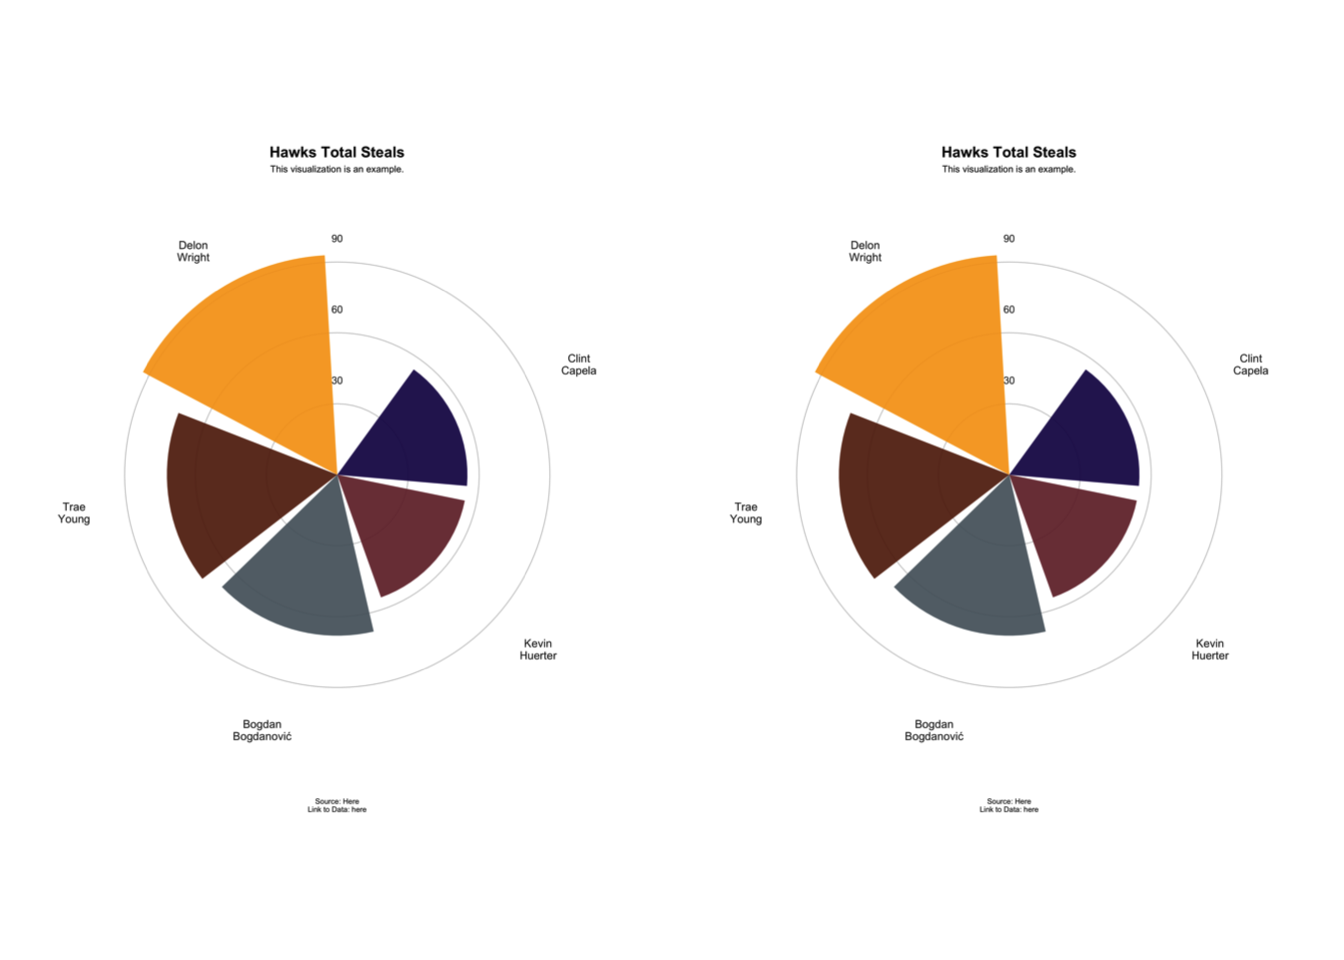 Hawks Total Steals
This visualization is an example.
90
Delon
Wright
60
Clint
Capela
30
Trae
Young
Kevin
Huerter
Bogdan
Bogdanović
Source: Here
Link to Data: here
Hawks Total Steals
This visualization is an example.
90
Delon
Wright
60
Clint
Capela
30
Trae
Young
Kevin
Huerter
Bogdan
Bogdanović
Source: Here
Link to Data: here